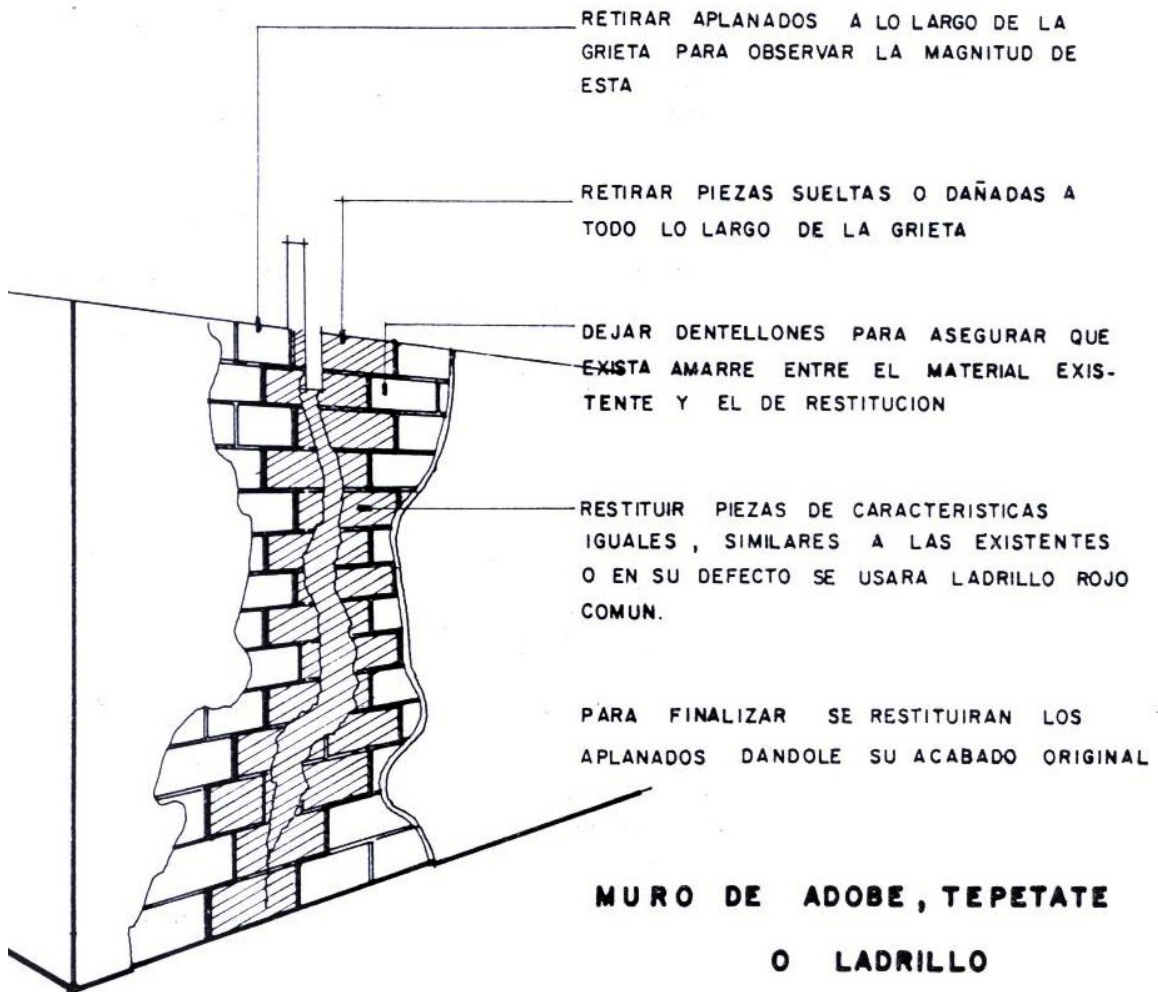 RETIRAR APLANADOS A LO LARGO DE LA
GRIETA PARA OBSERVAR LA MAGNITUD DE
ESTA
RETIRAR PIEZAS SUELTAS O DAÑADAS A
TODO LO LARGO DE LA GRIETA
DEJAR DENTELLONES PARA ASEGURAR QUE
EXISTA AMARRE ENTRE EL MATERIAL EXIS-
TENTE Y EL DE RESTITUCION
RESTITUIR PIEZAS DE CARACTERISTICAS
IGUALES , SIMILARES A LAS EXISTENTES
O EN SU DEFECTO SE USARA LADRILLO ROJO
COMUN.
PARA FINALIZAR SE RESTITUIRAN LOS
APLANADOS DANDOLE SU ACABADO ORIGINAL
MURO DE ADOBE, TEPETATE
O LADRILLO